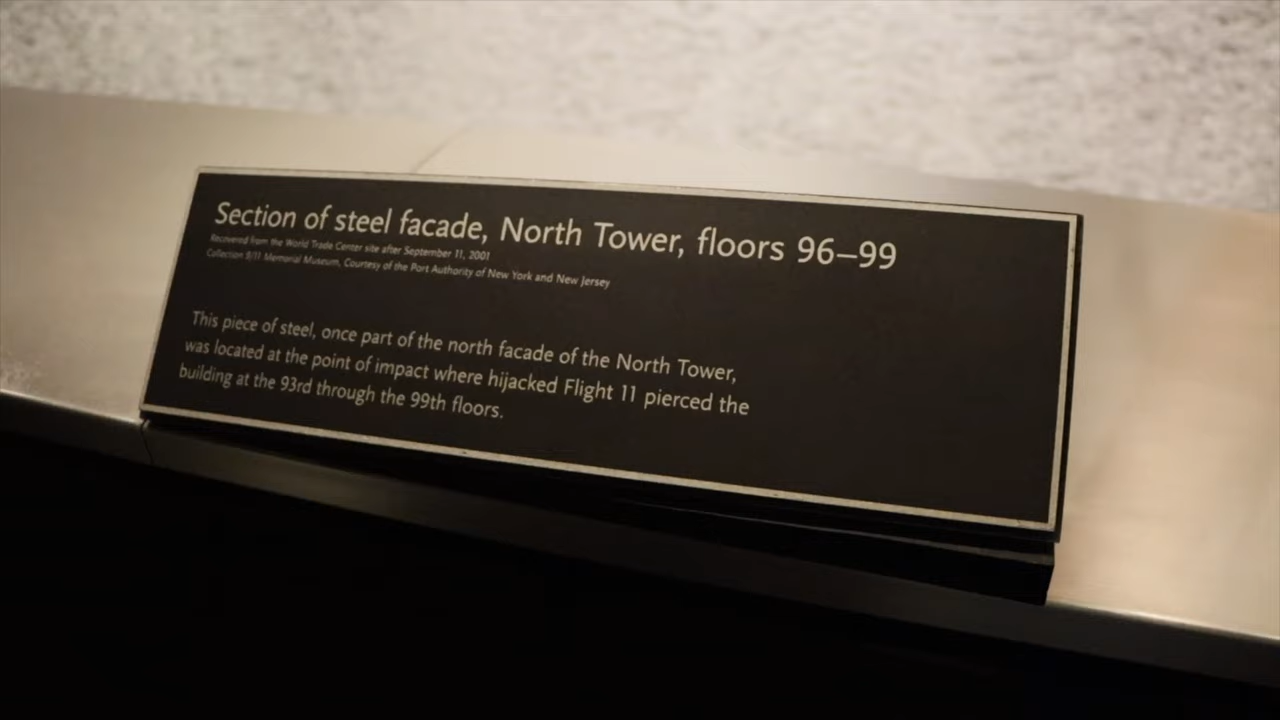 Section of steel facade, North Tower, floors 96–99
Recovered from the World Trade Center site after September 11, 2001
Collection 9/11 Memorial Museum, Courtesy of the Port Authority of New York and New Jersey
This piece of steel, once part of the north facade of the North Tower,
was located at the point of impact where hijacked Flight 11 pierced the
building at the 93rd through the 99th floors.